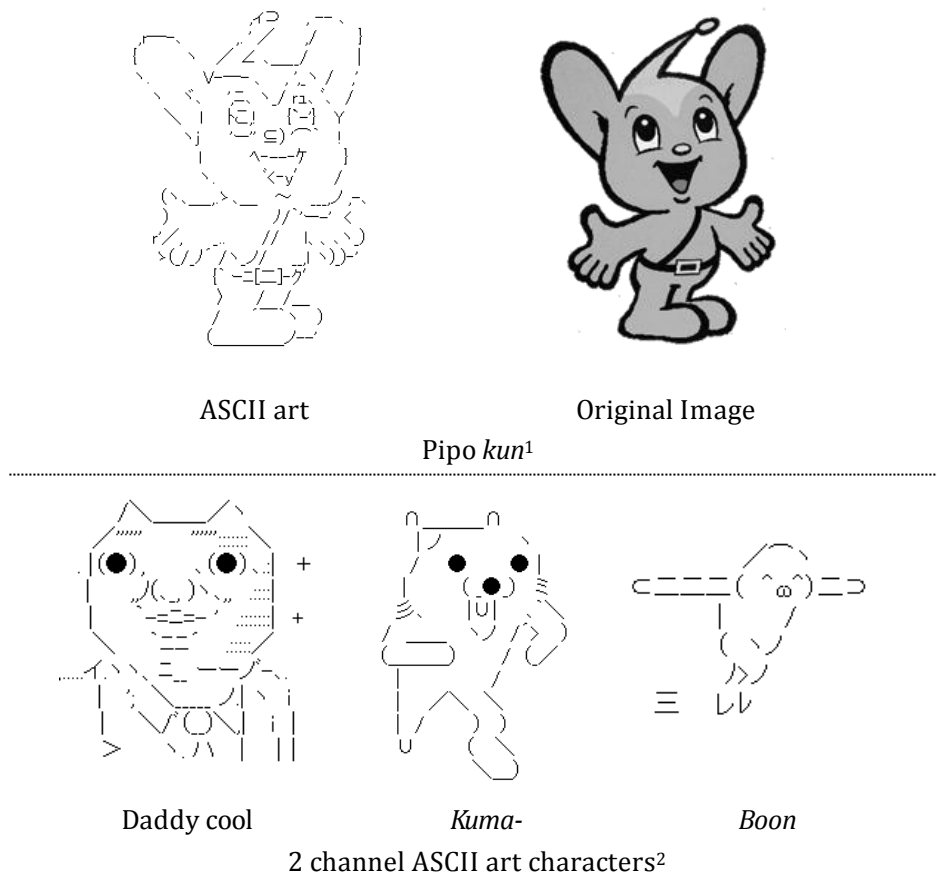 ASCII art Original Image
Pipo kun1
Daddy cool Kuma- Boon
2 channel ASCII art characters2